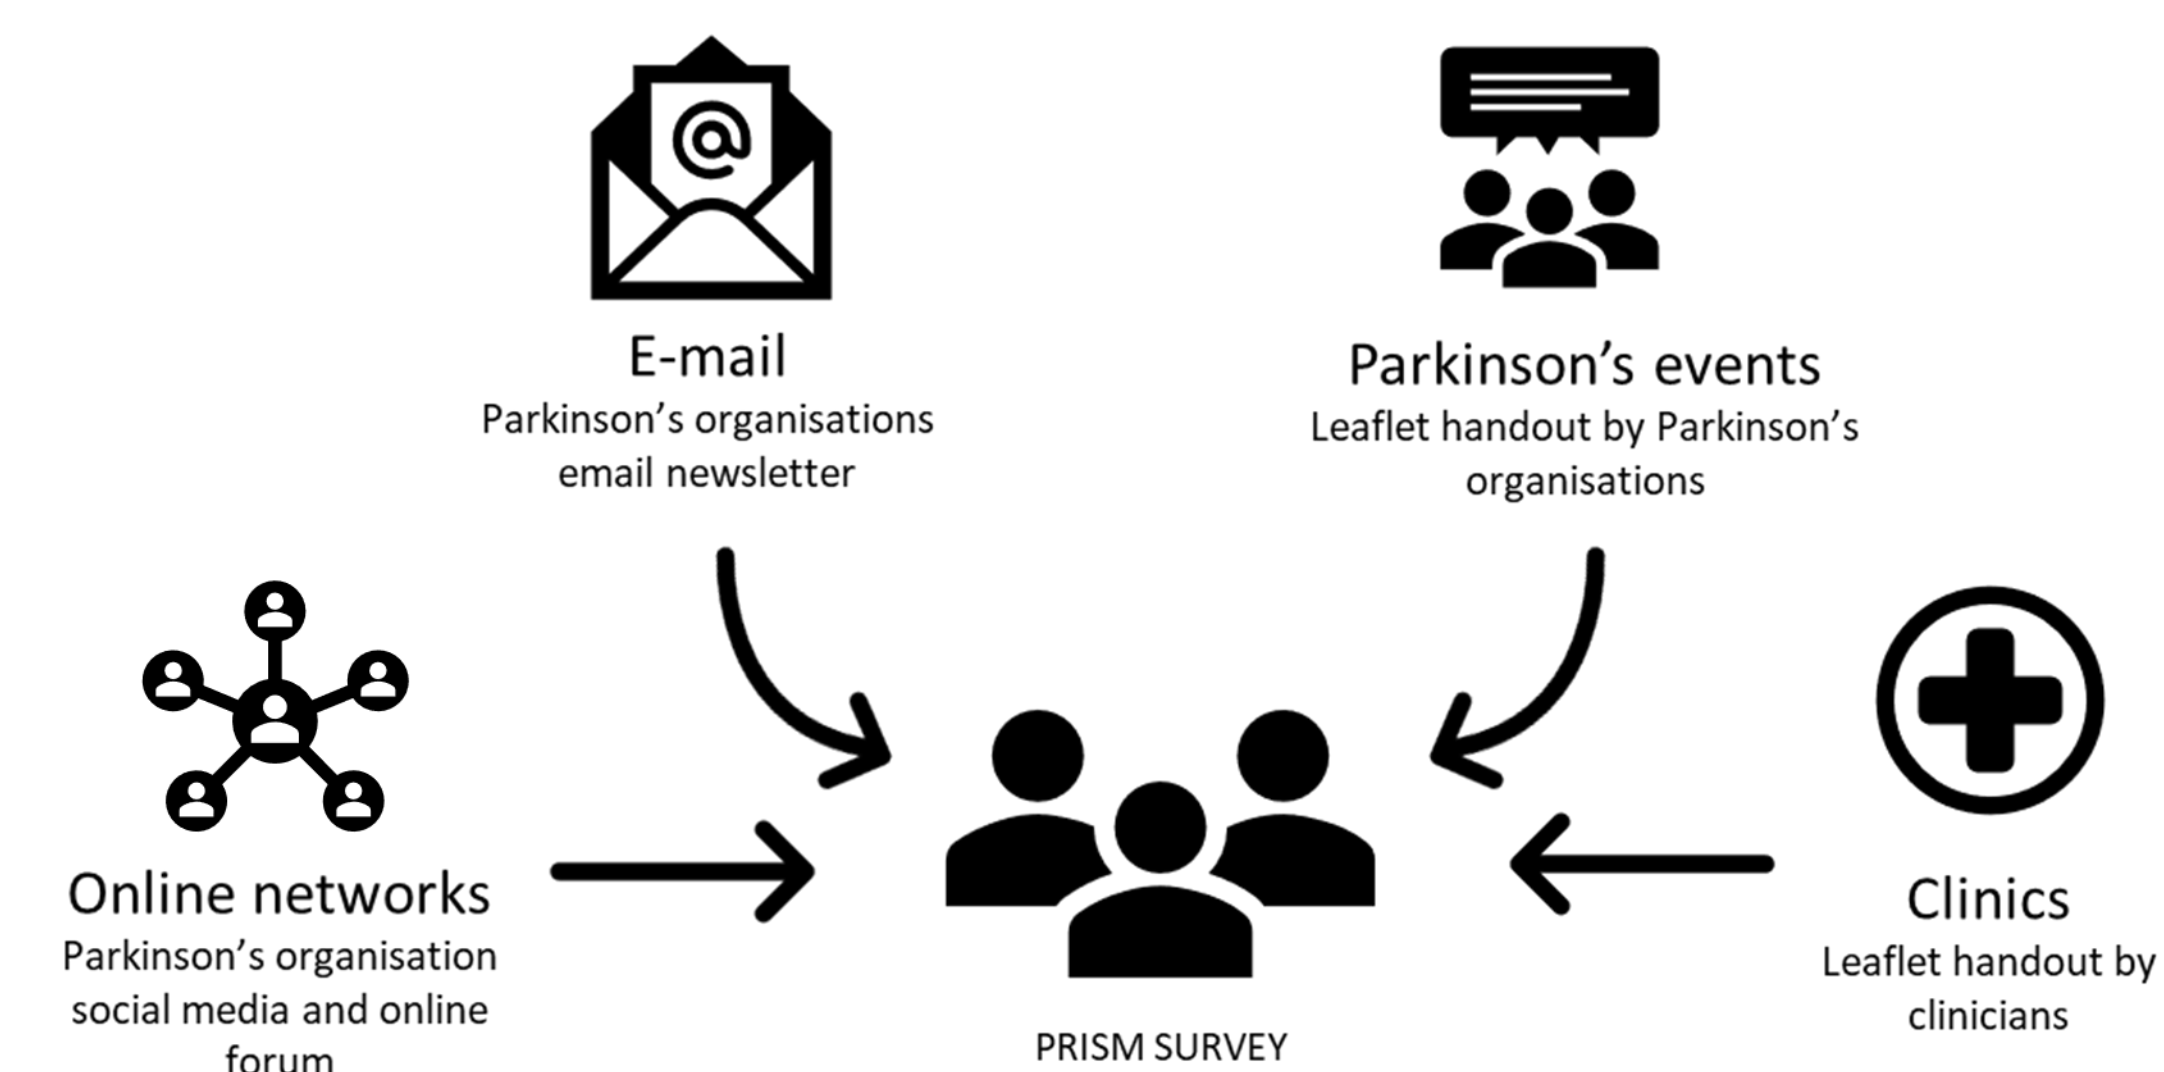 @
E-mail
Parkinson’s organisations
email newsletter
Parkinson’s events
Leaflet handout by Parkinson’s
organisations
Online networks
Parkinson’s organisation
social media and online
forum
Clinics
Leaflet handout by
clinicians
PRISM SURVEY